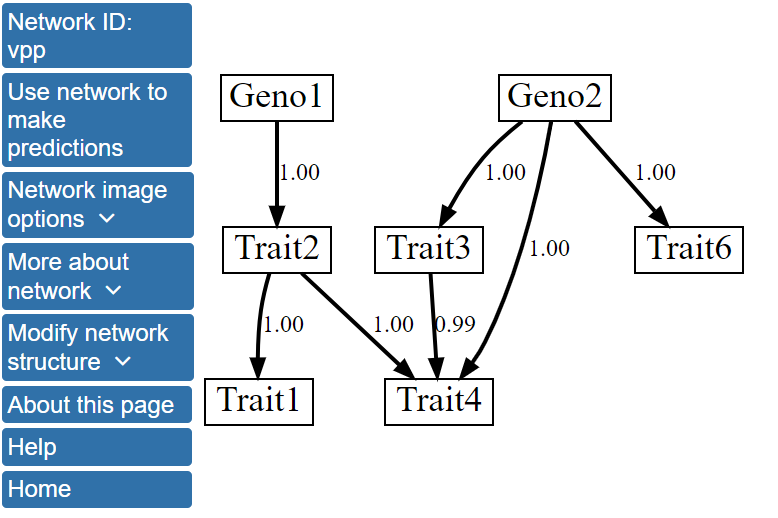 Network ID:
vpp
Use network to
make
predictions
Network image
options
More about
network
Modify network
structure
About this page
Help
Home
Geno1
Geno2
1.00
1.00
1.00
Trait2
Trait3
Trait6
1.00
1.00
1.00
0.99
Trait1
Trait4